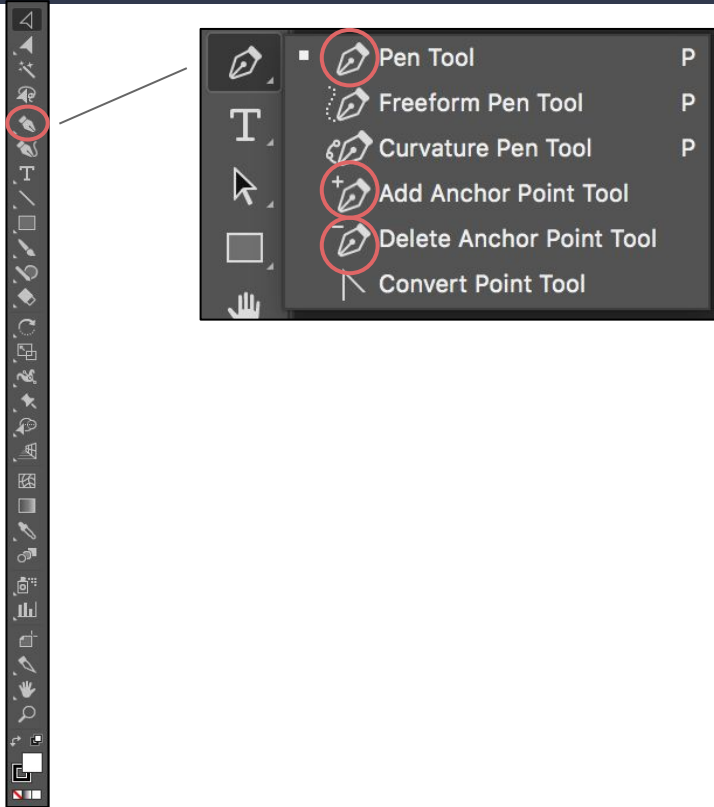 Pen Tool P
Freeform Pen Tool P
Curvature Pen Tool P
Add Anchor Point Tool
Delete Anchor Point Tool
Convert Point Tool